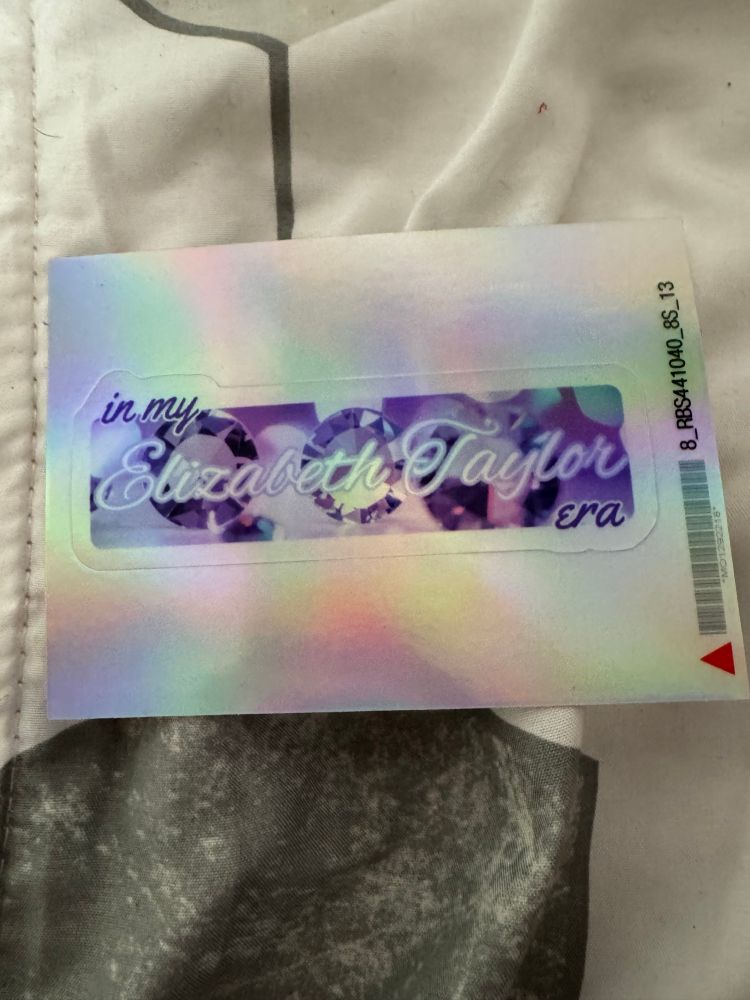 in my
Elizabeth Taylor
era
8_RBS441040_8S_13